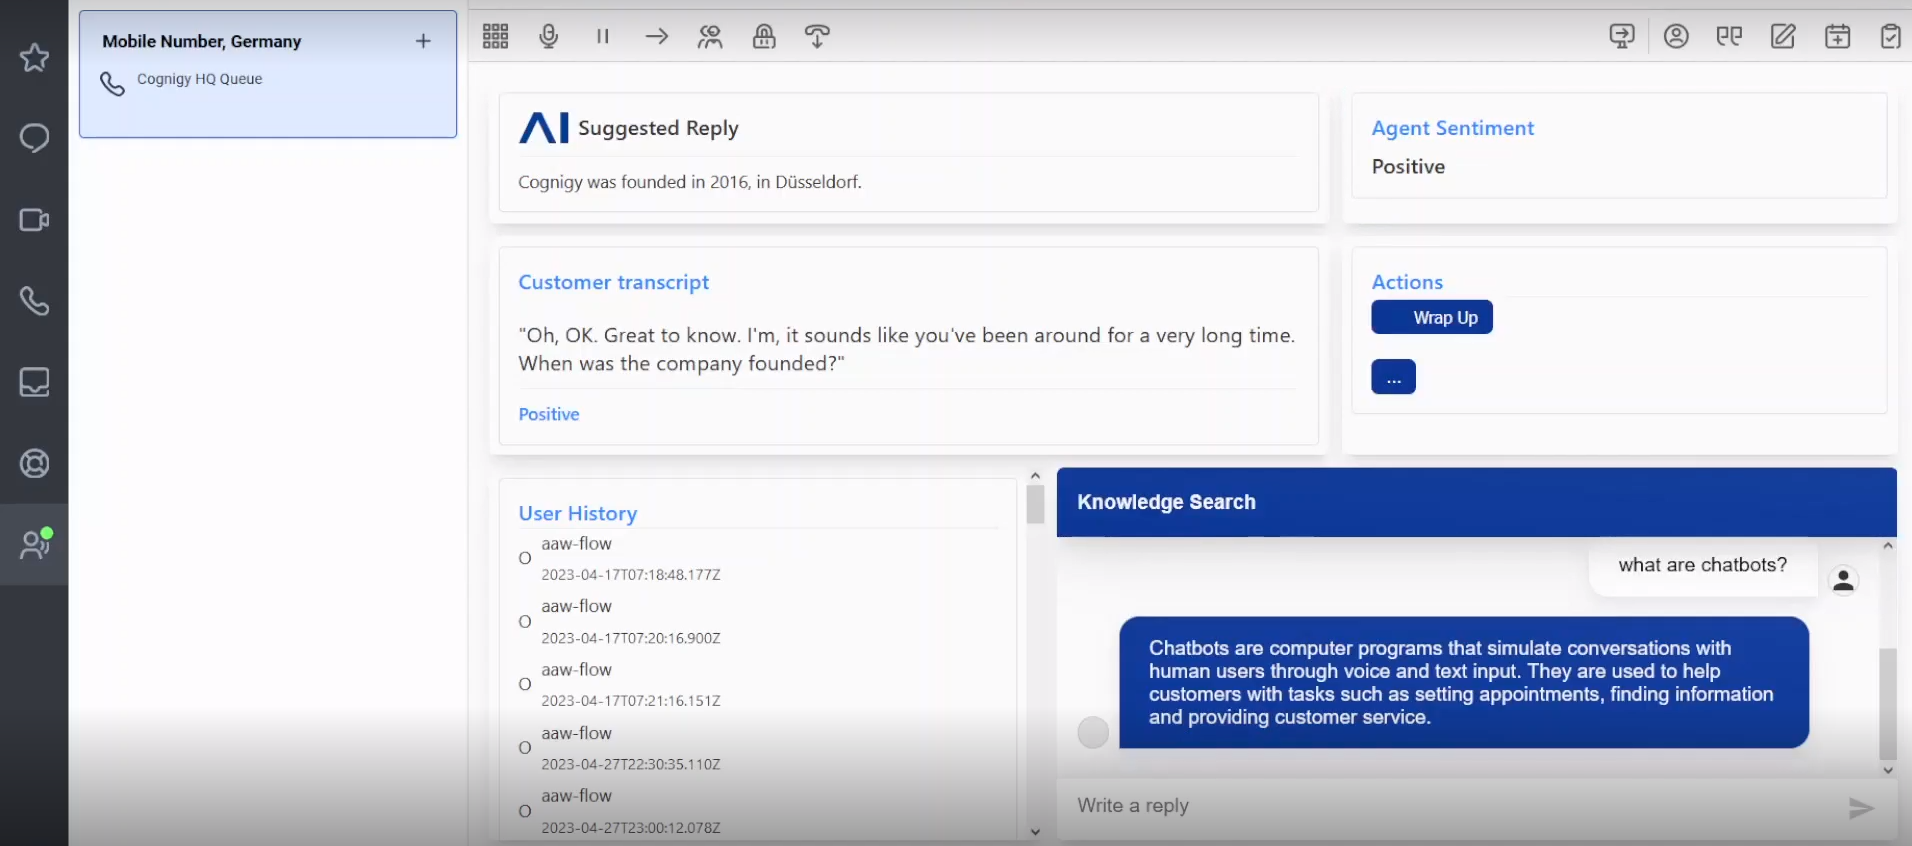 Mobile Number, Germany
Cognigy HQ Queue
AI Suggested Reply
Cognigy was founded in 2016, in Düsseldorf.
Agent Sentiment
Positive
Customer transcript
"Oh, OK. Great to know. I'm, it sounds like you've been around for a very long time.
When was the company founded?"
Positive
Actions
Wrap Up
...
User History
aaw-flow
2023-04-17T07:18:48.177Z
aaw-flow
2023-04-17T07:20:16.900Z
aaw-flow
2023-04-17T07:21:16.151Z
aaw-flow
2023-04-27T22:30:35.110Z
aaw-flow
2023-04-27T23:00:12.078Z
Knowledge Search
what are chatbots?
Chatbots are computer programs that simulate conversations with
human users through voice and text input. They are used to help
customers with tasks such as setting appointments, finding information
and providing customer service.
Write a reply